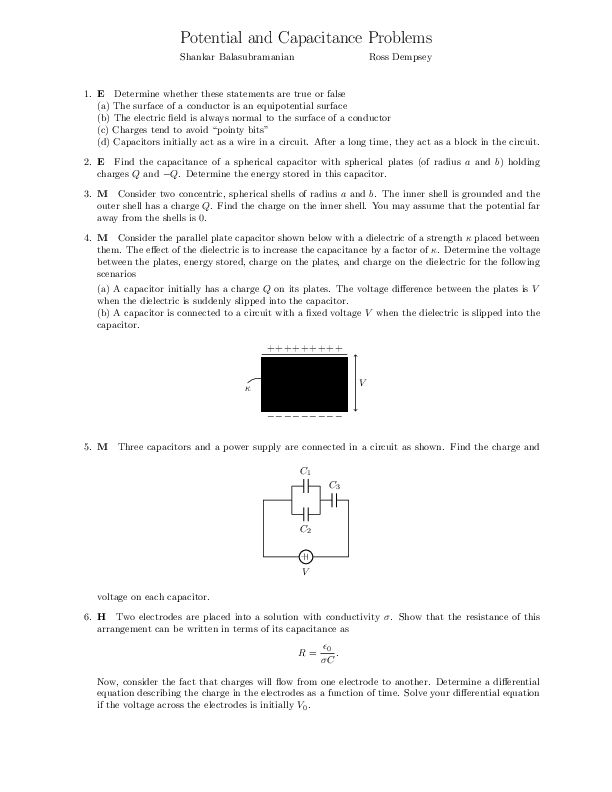 Potential and Capacitance Problems
Shankar Balasubramanian Ross Dempsey
1. E Determine whether these statements are true or false
(a) The surface of a conductor is an equipotential surface
(b) The electric field is always normal to the surface of a conductor
(c) Charges tend to avoid "pointy bits"
(d) Capacitors initially act as a wire in a circuit. After a long time, they act as a block in the circuit.
2. E Find the capacitance of a spherical capacitor with spherical plates (of radius a and b) holding
charges Q and −Q. Determine the energy stored in this capacitor.
3. M Consider two concentric, spherical shells of radius a and b. The inner shell is grounded and the
outer shell has a charge Q. Find the charge on the inner shell. You may assume that the potential far
away from the shells is 0.
4. M Consider the parallel plate capacitor shown below with a dielectric of a strength κ placed between
them. The effect of the dielectric is to increase the capacitance by a factor of κ. Determine the voltage
between the plates, energy stored, charge on the plates, and charge on the dielectric for the following
scenarios
(a) A capacitor initially has a charge Q on its plates. The voltage difference between the plates is V
when the dielectric is suddenly slipped into the capacitor.
(b) A capacitor is connected to a circuit with a fixed voltage V when the dielectric is slipped into the
capacitor.
+ + + + + + + + +
κ
V
− − − − − − − − −
5. M Three capacitors and a power supply are connected in a circuit as shown. Find the charge and
C₁
C₃
C₂
V
voltage on each capacitor.
6. H Two electrodes are placed into a solution with conductivity σ. Show that the resistance of this
arrangement can be written in terms of its capacitance as
R = ϵ₀/σC.
Now, consider the fact that charges will flow from one electrode to another. Determine a differential
equation describing the charge in the electrodes as a function of time. Solve your differential equation
if the voltage across the electrodes is initially V₀.